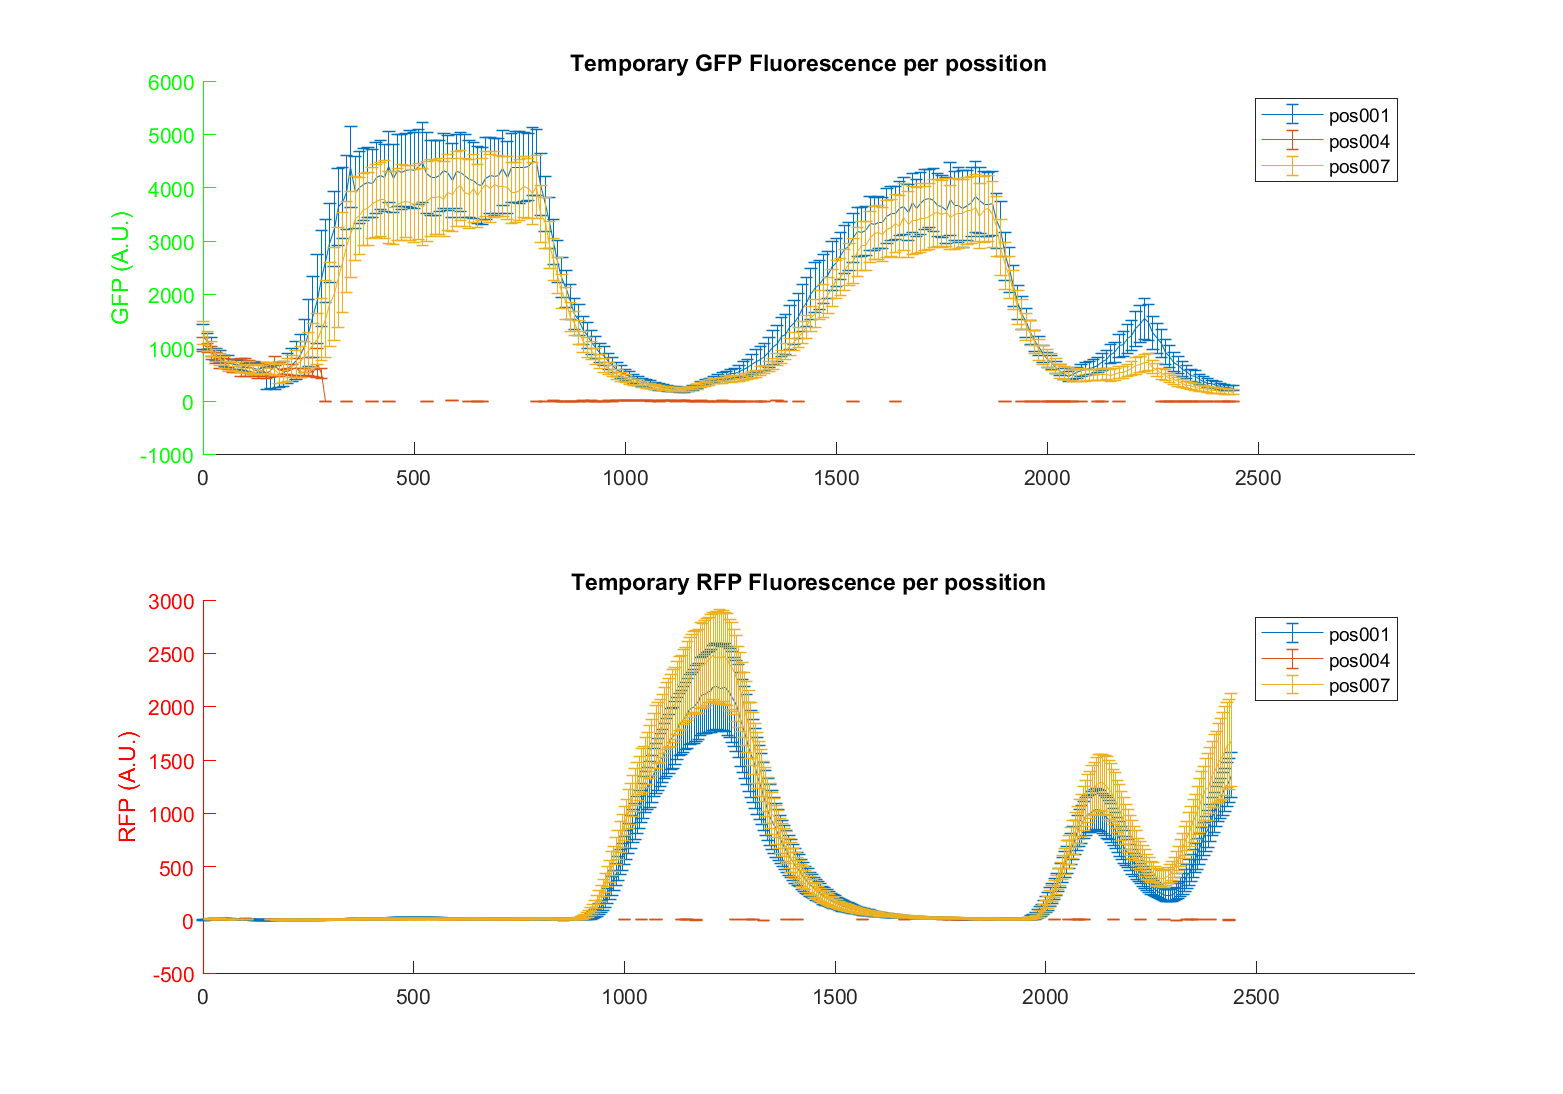 Temporary GFP Fluorescence per possition
6000
5000
4000
3000
2000
1000
0
-1000
GFP (A.U.)
0 500 1000 1500 2000 2500
pos001
pos004
pos007
Temporary RFP Fluorescence per possition
3000
2500
2000
1500
1000
500
0
-500
RFP (A.U.)
0 500 1000 1500 2000 2500
pos001
pos004
pos007